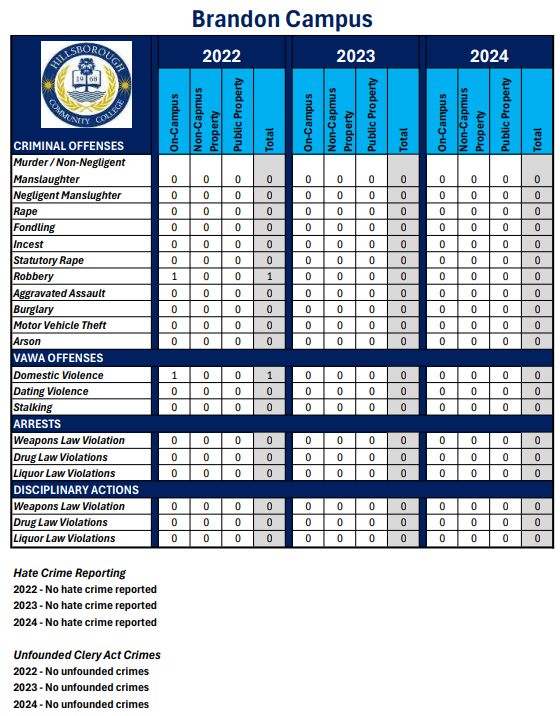 Brandon Campus
HILLSBOROUGH
1968
COMMUNITY COLLEGE
2022 2023 2024
CRIMINAL OFFENSES On-Campus Non-Capmus Property Public Property Total On-Campus Non-Capmus Property Public Property Total On-Campus Non-Capmus Property Public Property Total
Murder / Non-Negligent
Manslaughter 0 0 0 0 0 0 0 0 0 0 0 0
Negligent Manslughter 0 0 0 0 0 0 0 0 0 0 0 0
Rape 0 0 0 0 0 0 0 0 0 0 0 0
Fondling 0 0 0 0 0 0 0 0 0 0 0 0
Incest 0 0 0 0 0 0 0 0 0 0 0 0
Statutory Rape 0 0 0 0 0 0 0 0 0 0 0 0
Robbery 1 0 0 1 0 0 0 0 0 0 0 0
Aggravated Assault 0 0 0 0 0 0 0 0 0 0 0 0
Burglary 0 0 0 0 0 0 0 0 0 0 0 0
Motor Vehicle Theft 0 0 0 0 0 0 0 0 0 0 0 0
Arson 0 0 0 0 0 0 0 0 0 0 0 0
VAWA OFFENSES
Domestic Violence 1 0 0 1 0 0 0 0 0 0 0 0
Dating Violence 0 0 0 0 0 0 0 0 0 0 0 0
Stalking 0 0 0 0 0 0 0 0 0 0 0 0
ARRESTS
Weapons Law Violation 0 0 0 0 0 0 0 0 0 0 0 0
Drug Law Violations 0 0 0 0 0 0 0 0 0 0 0 0
Liquor Law Violations 0 0 0 0 0 0 0 0 0 0 0 0
DISCIPLINARY ACTIONS
Weapons Law Violation 0 0 0 0 0 0 0 0 0 0 0 0
Drug Law Violations 0 0 0 0 0 0 0 0 0 0 0 0
Liquor Law Violations 0 0 0 0 0 0 0 0 0 0 0 0
Hate Crime Reporting
2022 - No hate crime reported
2023 - No hate crime reported
2024 - No hate crime reported
Unfounded Clery Act Crimes
2022 - No unfounded crimes
2023 - No unfounded crimes
2024 - No unfounded crimes